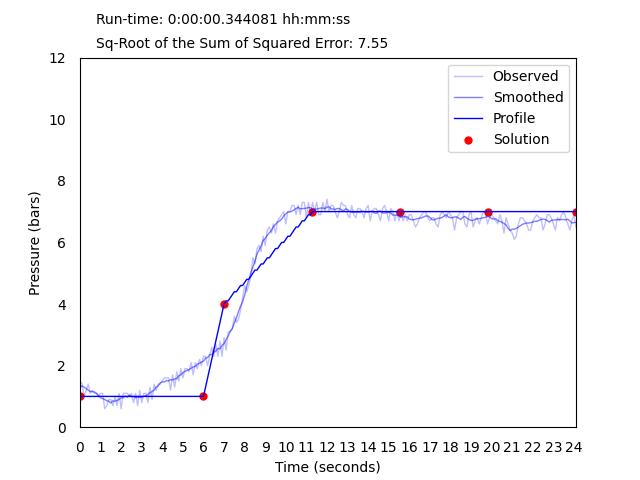 Run-time: 0:00:00.344081 hh:mm:ss
Sq-Root of the Sum of Squared Error: 7.55
12
10
8
6
4
2
0
Pressure (bars)
Observed
Smoothed
Profile
Solution
0 1 2 3 4 5 6 7 8 9 10 11 12 13 14 15 16 17 18 19 20 21 22 23 24
Time (seconds)